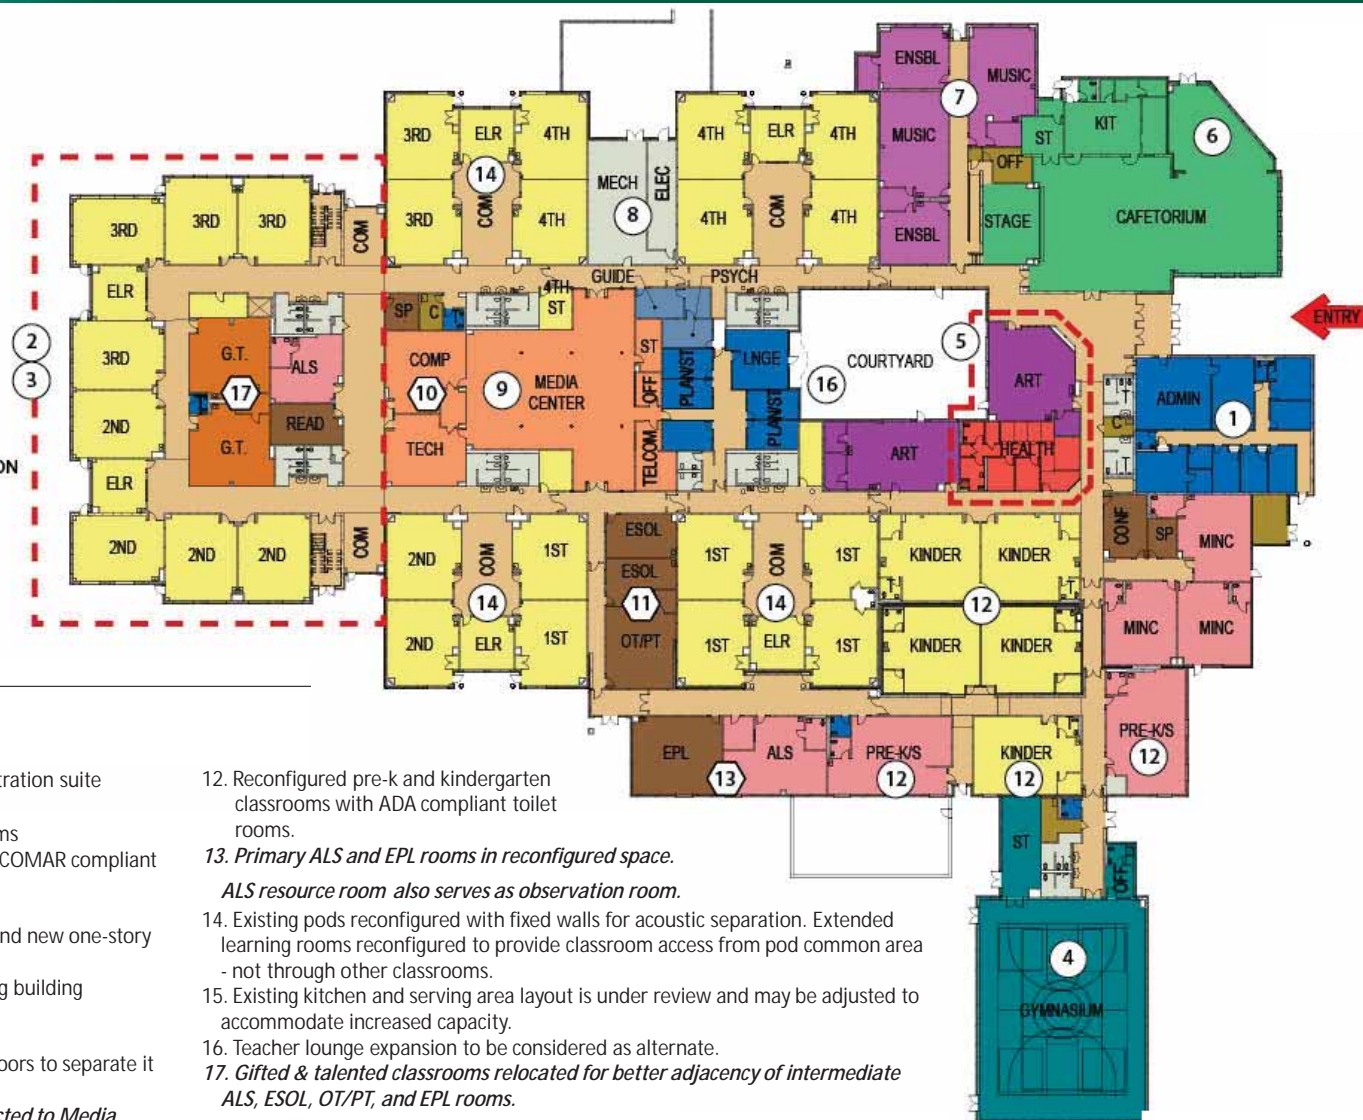 ENSBL
MUSIC
7
3RD
ELR
4TH
4TH
ELR
4TH
MUSIC
ST
KIT
6
14
MECH
ELEC
OFF
3RD
3RD
3RD
COM
3RD
COM
4TH
8
4TH
COM
4TH
ENSBL
STAGE
CAFETORIUM
GUIDE
PSYCH
ELR
4TH
SP
C
ST
ENTRY
2
3
3RD
G.T.
ALS
COMP
10
9
MEDIA
CENTER
ST
OFF
PLAN/ST
LNGE
PLAN/ST
16
COURTYARD
5
ART
T
ADMIN
1
17
2ND
READ
G.T.
TECH
TELCOM
ART
HEALTH
C
T
ON
ELR
2ND
2ND
2ND
COM
2ND
COM
1ST
ESOL
1ST
COM
1ST
KINDER
KINDER
CONF
SP
MINC
ESOL
14
11
14
12
2ND
ELR
1ST
OT/PT
1ST
ELR
1ST
KINDER
KINDER
MINC
MINC
EPL
ALS
PRE-K/S
KINDER
PRE-K/S
13
12
12
12
ST
OFF
4
GYMNASIUM
tration suite
ms
COMAR compliant
nd new one-story
g building
oors to separate it
cted to Media
12. Reconfigured pre-k and kindergarten
classrooms with ADA compliant toilet
rooms.
13. Primary ALS and EPL rooms in reconfigured space.
ALS resource room also serves as observation room.
14. Existing pods reconfigured with fixed walls for acoustic separation. Extended
learning rooms reconfigured to provide classroom access from pod common area
- not through other classrooms.
15. Existing kitchen and serving area layout is under review and may be adjusted to
accommodate increased capacity.
16. Teacher lounge expansion to be considered as alternate.
17. Gifted & talented classrooms relocated for better adjacency of intermediate
ALS, ESOL, OT/PT, and EPL rooms.